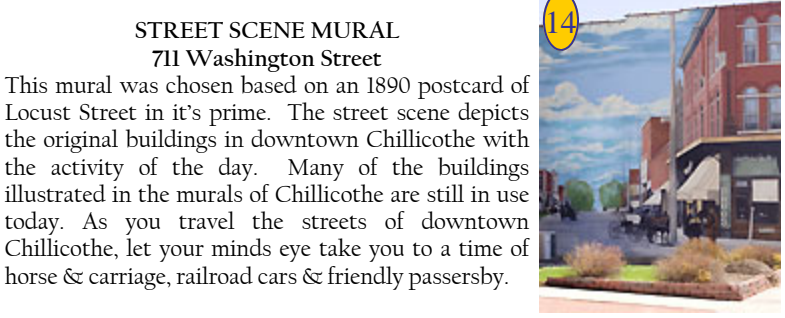 STREET SCENE MURAL
711 Washington Street
This mural was chosen based on an 1890 postcard of
Locust Street in it's prime.  The street scene depicts
the original buildings in downtown Chillicothe with
the activity of the day.  Many of the buildings
illustrated in the murals of Chillicothe are still in use
today. As you travel the streets of downtown
Chillicothe, let your minds eye take you to a time of
horse & carriage, railroad cars & friendly passersby.
14